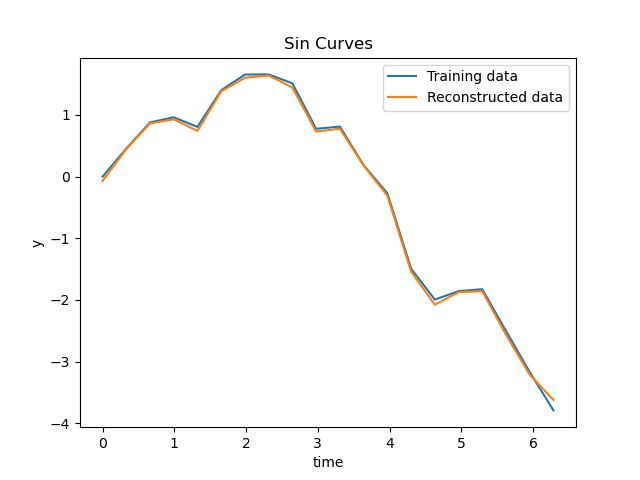 Sin Curves
Training data
Reconstructed data
1
0
−1
−2
−3
−4
y
0 1 2 3 4 5 6
time